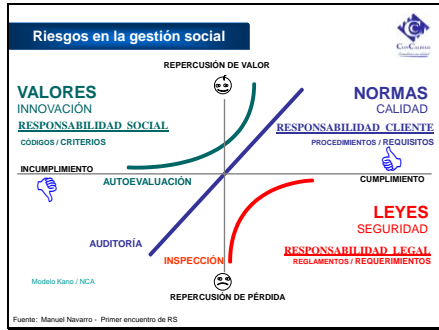 Riesgos en la gestión social
CONCALIDAD
REPERCUSIÓN DE VALOR
VALORES
INNOVACIÓN
RESPONSABILIDAD SOCIAL
CÓDIGOS / CRITERIOS
NORMAS
CALIDAD
RESPONSABILIDAD CLIENTE
PROCEDIMIENTOS / REQUISITOS
INCUMPLIMIENTO
CUMPLIMIENTO
AUTOEVALUACIÓN
LEYES
SEGURIDAD
AUDITORÍA
INSPECCIÓN
RESPONSABILIDAD LEGAL
REGLAMENTOS / REQUERIMIENTOS
Modelo Kano / NCA
REPERCUSIÓN DE PÉRDIDA
Fuente: Manuel Navarro - Primer encuentro de RS